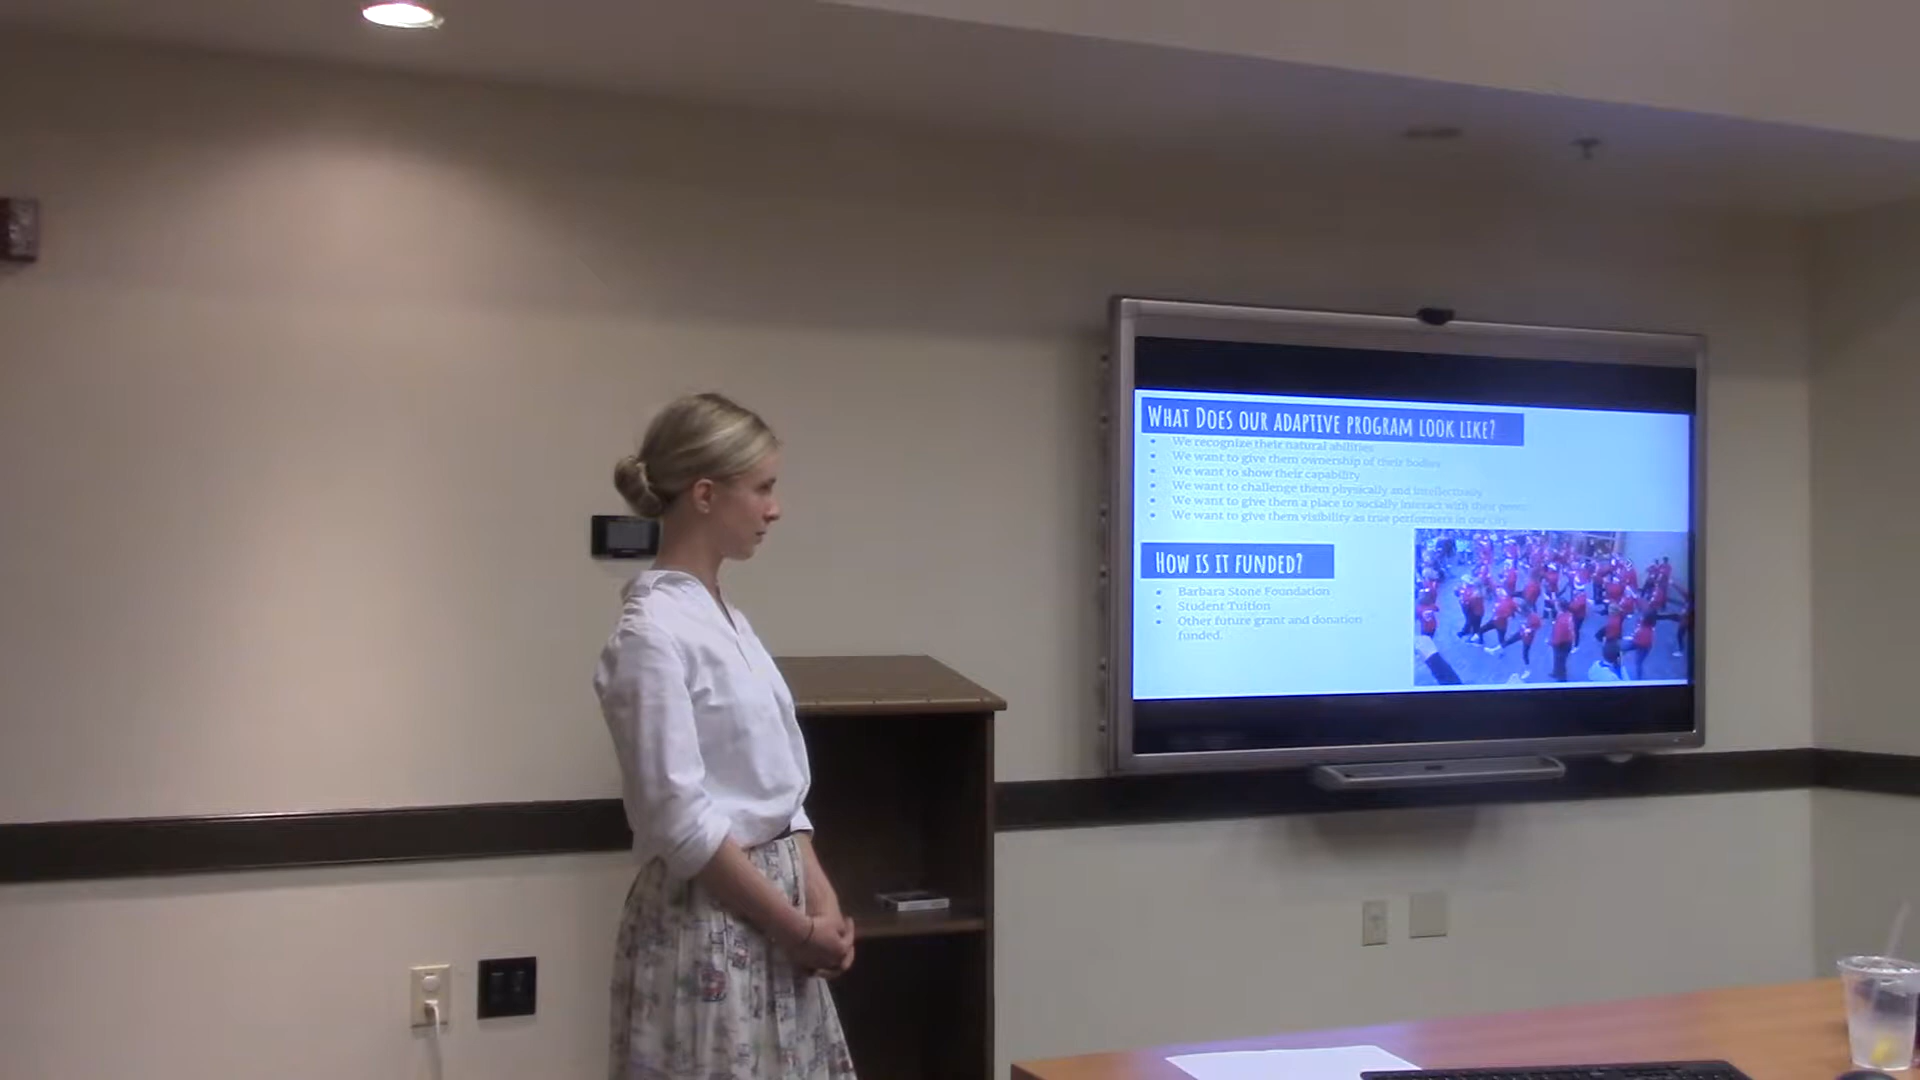 What Does our adaptive program look like?
• We recognize their natural abilities
• We want to give them ownership of their bodies
• We want to show their capability
• We want to challenge them physically and intellectually
• We want to give them a place to socially interact with their peers
• We want to give them visibility as true performers in our city
How is it funded?
• Barbara Stone Foundation
• Student Tuition
• Other future grant and donation
funded.